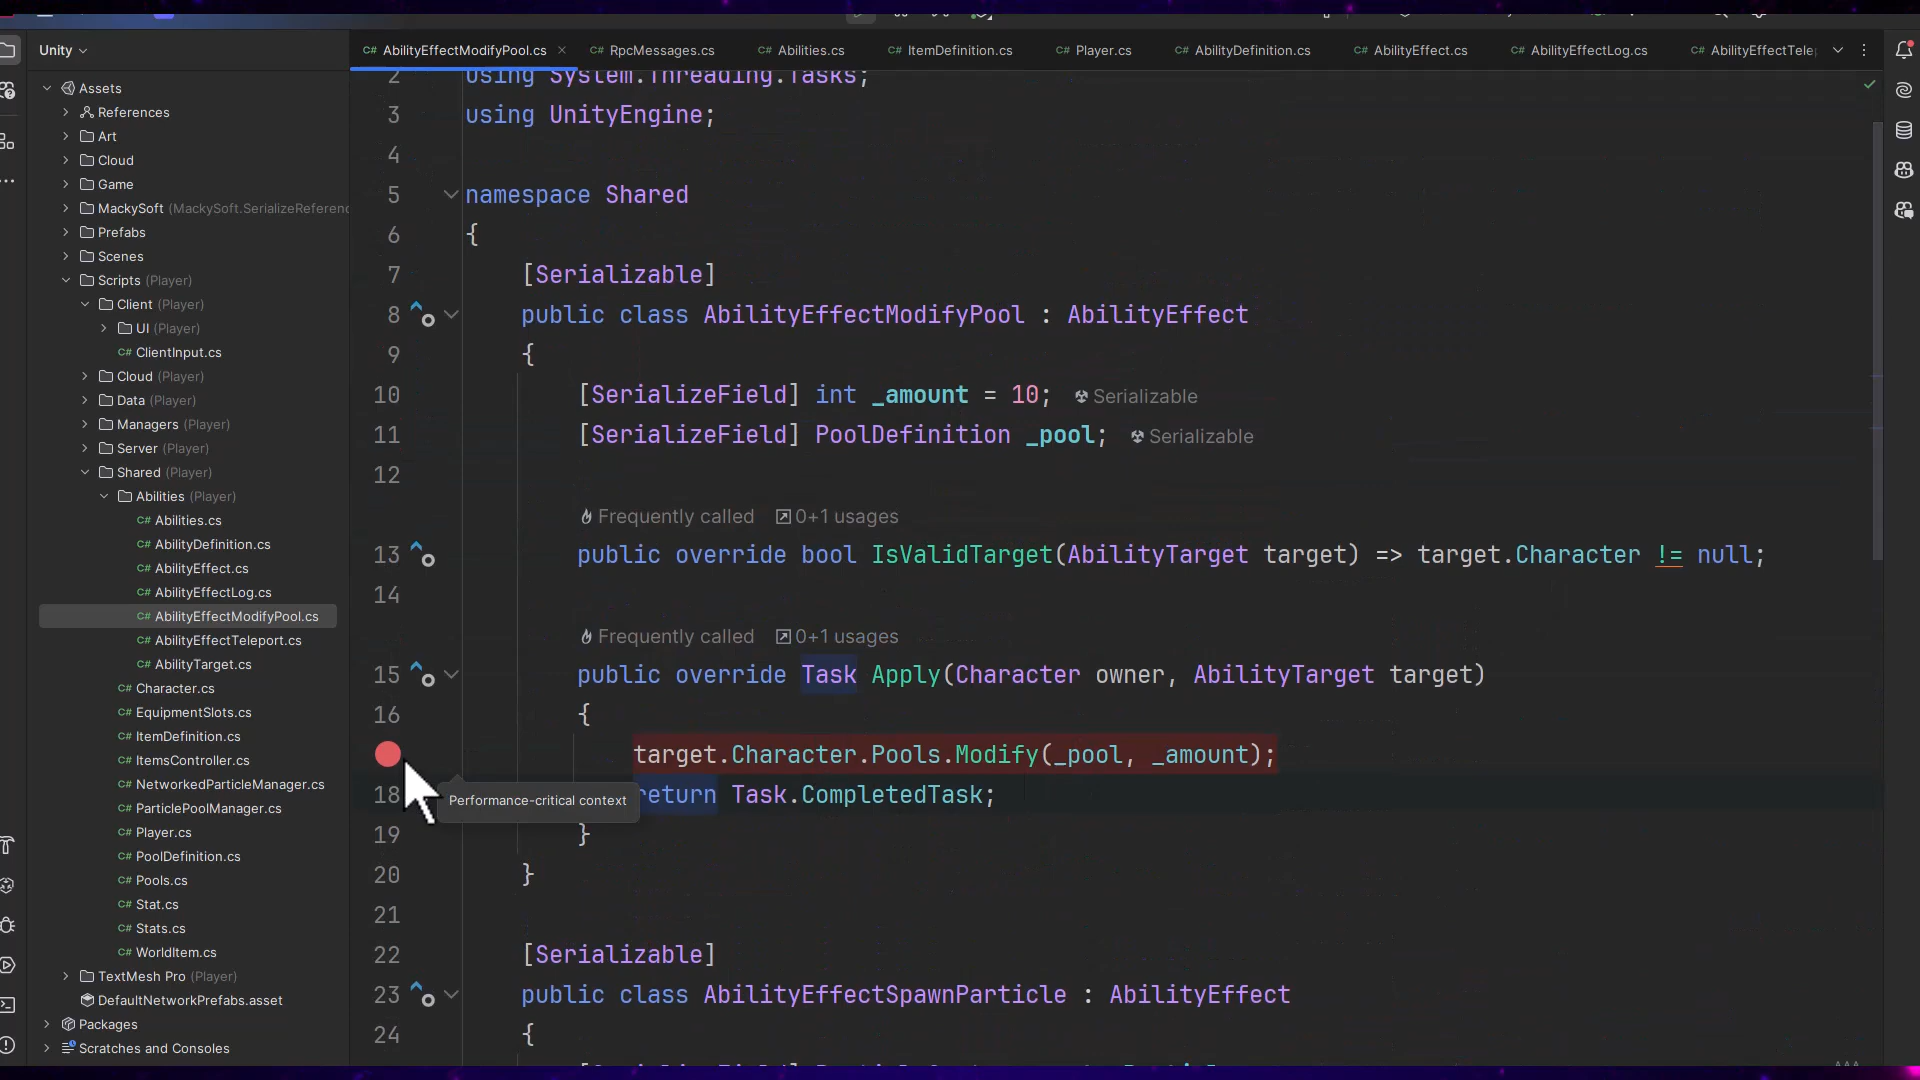 Unity
AbilityEffectModifyPool.cs
RpcMessages.cs
Abilities.cs
ItemDefinition.cs
Player.cs
AbilityDefinition.cs
AbilityEffect.cs
AbilityEffectLog.cs
AbilityEffectTele
Assets
References
Art
Cloud
Game
MackySoft (MackySoft.SerializeReferenc
Prefabs
Scenes
Scripts (Player)
Client (Player)
UI (Player)
C# ClientInput.cs
Cloud (Player)
Data (Player)
Managers (Player)
Server (Player)
Shared (Player)
Abilities (Player)
C# Abilities.cs
C# AbilityDefinition.cs
C# AbilityEffect.cs
C# AbilityEffectLog.cs
C# AbilityEffectModifyPool.cs
C# AbilityEffectTeleport.cs
C# AbilityTarget.cs
C# Character.cs
C# EquipmentSlots.cs
C# ItemDefinition.cs
C# ItemsController.cs
C# NetworkedParticleManager.cs
C# ParticlePoolManager.cs
C# Player.cs
C# PoolDefinition.cs
C# Pools.cs
C# Stat.cs
C# Stats.cs
C# WorldItem.cs
TextMesh Pro (Player)
DefaultNetworkPrefabs.asset
Packages
Scratches and Consoles
2 using System.Threading.Tasks;
3 using UnityEngine;
4
5 namespace Shared
6 {
7 [Serializable]
8 public class AbilityEffectModifyPool : AbilityEffect
9 {
10 [SerializeField] int _amount = 10; Serializable
11 [SerializeField] PoolDefinition _pool; Serializable
12
Frequently called 0+1 usages
13 public override bool IsValidTarget(AbilityTarget target) => target.Character != null;
14
Frequently called 0+1 usages
15 public override Task Apply(Character owner, AbilityTarget target)
16 {
target.Character.Pools.Modify(_pool, _amount);
18 return Task.CompletedTask;
Performance-critical context
19 }
20 }
21
22 [Serializable]
23 public class AbilityEffectSpawnParticle : AbilityEffect
24 {